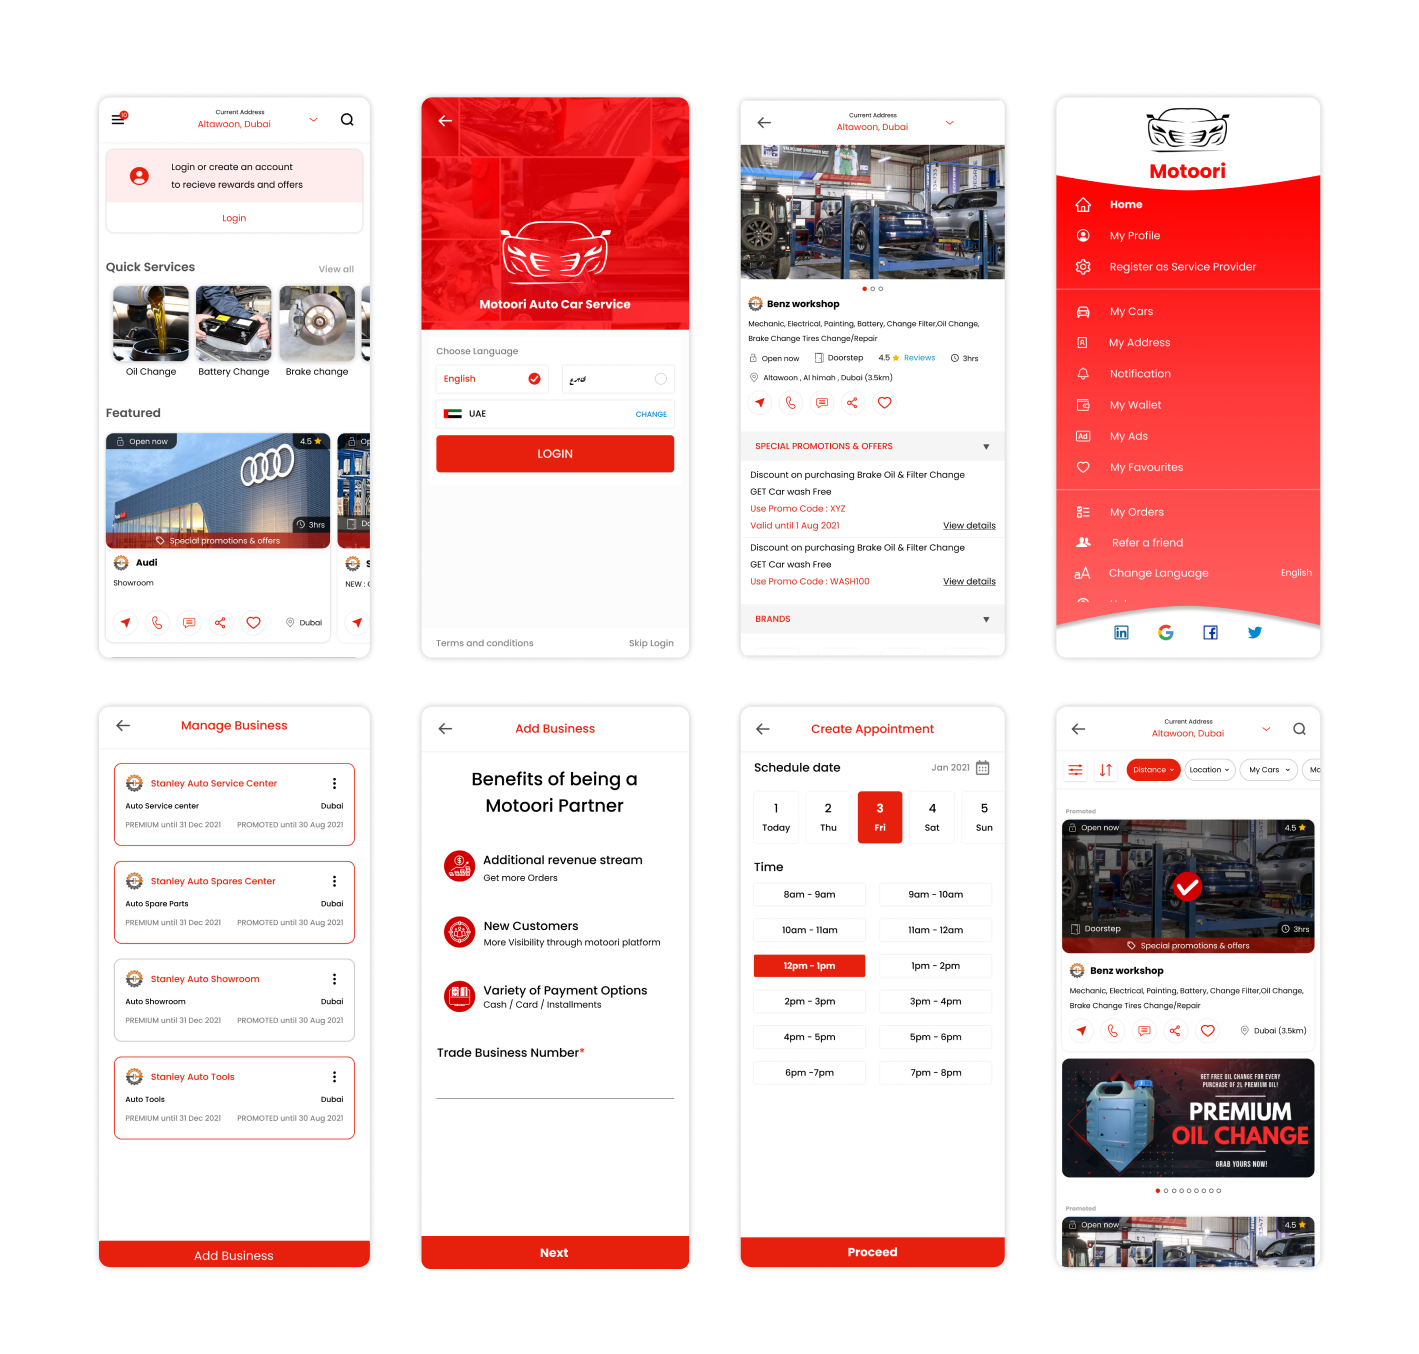 Current Address
Altawoon, Dubai
Login or create an account
to recieve rewards and offers
Login
Quick Services
View all
Oil Change
Battery Change
Brake change
Featured
Open now
4.5
3hrs
Special promotions & offers
Audi
Showroom
Dubai
NEW :
Motoori Auto Car Service
Choose Language
English
UAE
CHANGE
LOGIN
Terms and conditions
Skip Login
Current Address
Altawoon, Dubai
Benz workshop
Mechanic, Electrical, Painting, Battery, Change Filter,Oil Change,
Brake Change Tires Change/Repair
Open now
Doorstep
4.5
Reviews
3hrs
Altawoon , Al himah , Dubai (3.5km)
SPECIAL PROMOTIONS & OFFERS
Discount on purchasing Brake Oil & Filter Change
GET Car wash Free
Use Promo Code : XYZ
Valid until 1 Aug 2021
View details
Discount on purchasing Brake Oil & Filter Change
GET Car wash Free
Use Promo Code : WASH100
View details
BRANDS
Motoori
Home
My Profile
Register as Service Provider
My Cars
My Address
Notification
My Wallet
Ad
My Ads
My Favourites
My Orders
Refer a friend
aA
Change Language
English
Manage Business
Stanley Auto Service Center
Auto Service center
Dubai
PREMIUM until 31 Dec 2021
PROMOTED until 30 Aug 2021
Stanley Auto Spares Center
Auto Spare Parts
Dubai
PREMIUM until 31 Dec 2021
PROMOTED until 30 Aug 2021
Stanley Auto Showroom
Auto Showroom
Dubai
PREMIUM until 31 Dec 2021
PROMOTED until 30 Aug 2021
Stanley Auto Tools
Auto Tools
Dubai
PREMIUM until 31 Dec 2021
PROMOTED until 30 Aug 2021
Add Business
Add Business
Benefits of being a
Motoori Partner
Additional revenue stream
Get more Orders
New Customers
More Visibility through motoori platform
Variety of Payment Options
Cash / Card / Installments
Trade Business Number*
Next
Create Appointment
Schedule date
Jan 2021
1
Today
2
Thu
3
Fri
4
Sat
5
Sun
Time
8am - 9am
9am - 10am
10am - 11am
11am - 12am
12pm - 1pm
1pm - 2pm
2pm - 3pm
3pm - 4pm
4pm - 5pm
5pm - 6pm
6pm -7pm
7pm - 8pm
Proceed
Current Address
Altawoon, Dubai
Distance
Location
My Cars
Promoted
Open now
4.5
Doorstep
3hrs
Special promotions & offers
Benz workshop
Mechanic, Electrical, Painting, Battery, Change Filter,Oil Change,
Brake Change Tires Change/Repair
Dubai (3.5km)
GET FREE OIL CHANGE FOR EVERY
PURCHASE OF 2L PREMIUM OIL!
PREMIUM
OIL CHANGE
GRAB YOURS NOW!
Promoted
Open now
4.5